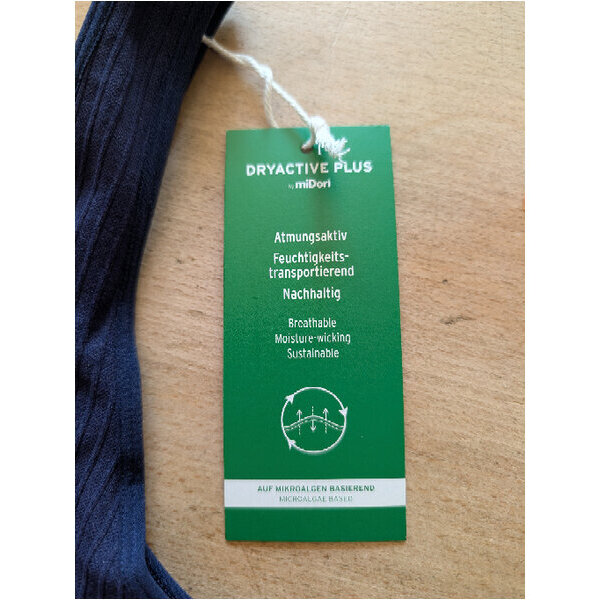 DRYACTIVE PLUS
by miDori
Atmungsaktiv
Feuchtigkeits-
transportierend
Nachhaltig
Breathable
Moisture-wicking
Sustainable
AUF MIKROALGEN BASIEREND
MICROALGAE BASED